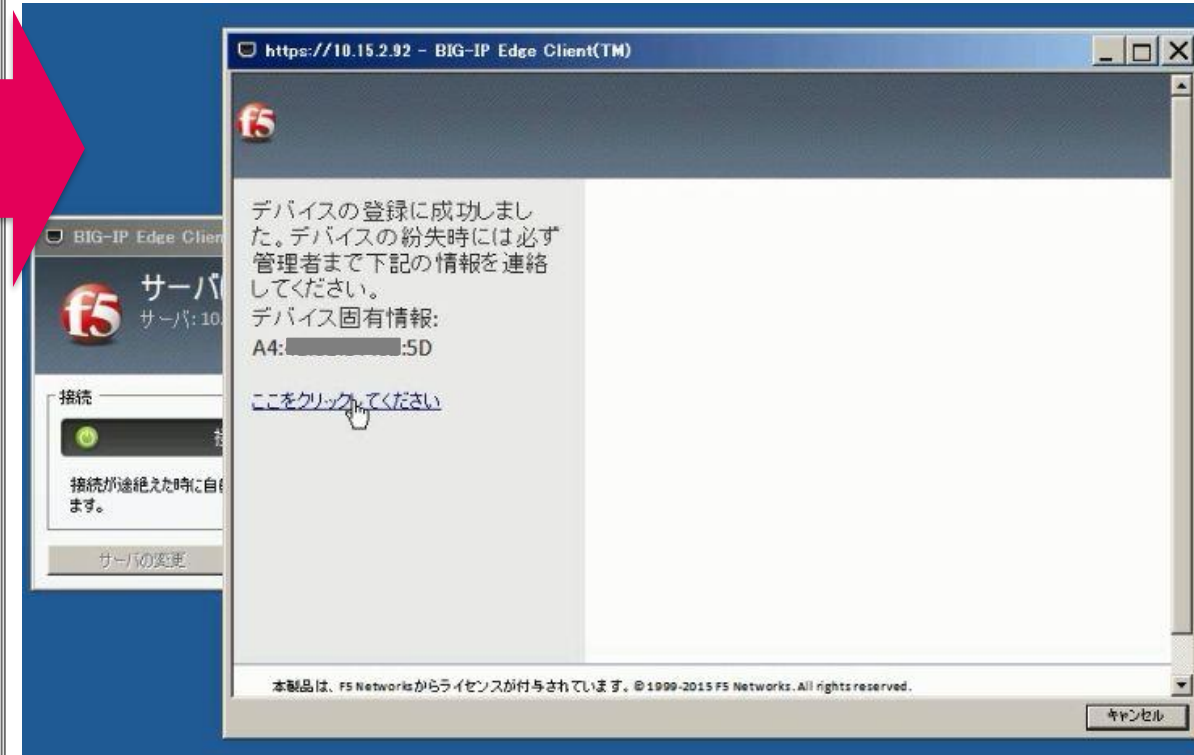 https://10.15.2.92 - BIG-IP Edge Client(TM)
f5
デバイスの登録に成功しまし
た。デバイスの紛失時には必ず
管理者まで下記の情報を連絡
してください。
デバイス固有情報:
A4: :5D
ここをクリックしてください
本製品は、F5 Networksからライセンスが付与されています。©1999-2015 F5 Networks. All rights reserved.
キャンセル
BIG-IP Edge Clien
f5
サーバ
サーバ: 10.
接続
接続が途絶えた時に自
ます。
サーバの変更